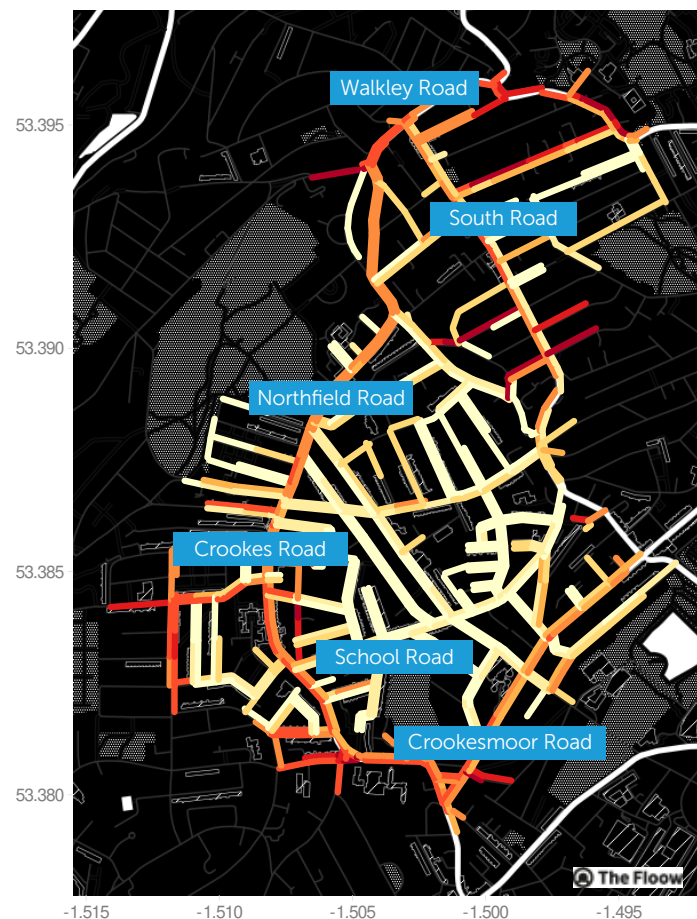 Walkley Road
53.395
South Road
53.390
Northfield Road
Crookes Road
53.385
School Road
Crookesmoor Road
53.380
The Floow
-1.515 -1.510 -1.505 -1.500 -1.495